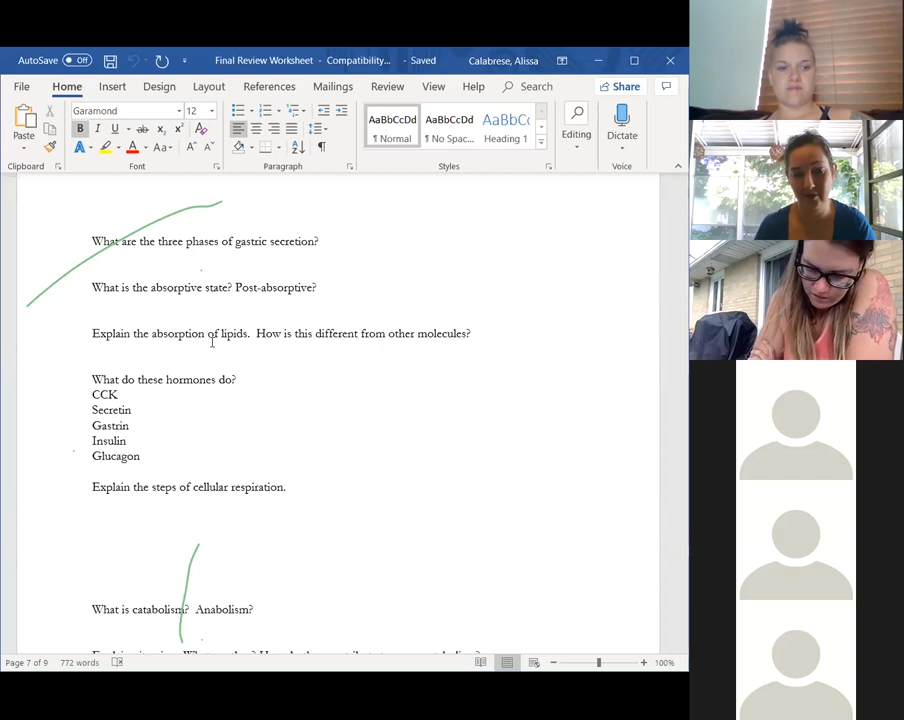 AutoSave Off Final Review Worksheet - Compatibility... - Saved Calabrese, Alissa
File Home Insert Design Layout References Mailings Review View Help Search Share
Garamond 12
AaBbCcDd AaBbCcDd AaBbCc
Paste Normal No Spac... Heading 1 Editing Dictate
Clipboard Font Paragraph Styles Voice
What are the three phases of gastric secretion?
What is the absorptive state? Post-absorptive?
Explain the absorption of lipids. How is this different from other molecules?
What do these hormones do?
CCK
Secretin
Gastrin
Insulin
Glucagon
Explain the steps of cellular respiration.
What is catabolism? Anabolism?
Page 7 of 9 772 words 100%